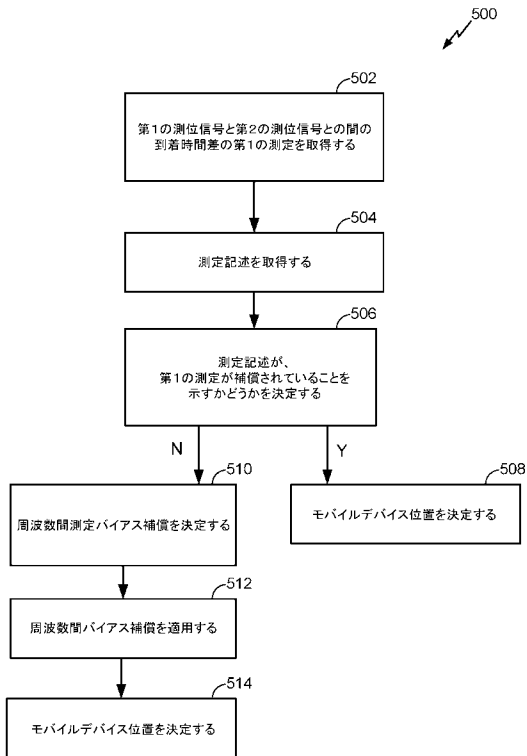 500
502
第1の測位信号と第2の測位信号との間の
到着時間差の第1の測定を取得する
504
測定記述を取得する
506
測定記述が、
第1の測定が補償されていることを
示すかどうかを決定する
N
Y
510
周波数間測定バイアス補償を決定する
508
モバイルデバイス位置を決定する
512
周波数間バイアス補償を適用する
514
モバイルデバイス位置を決定する